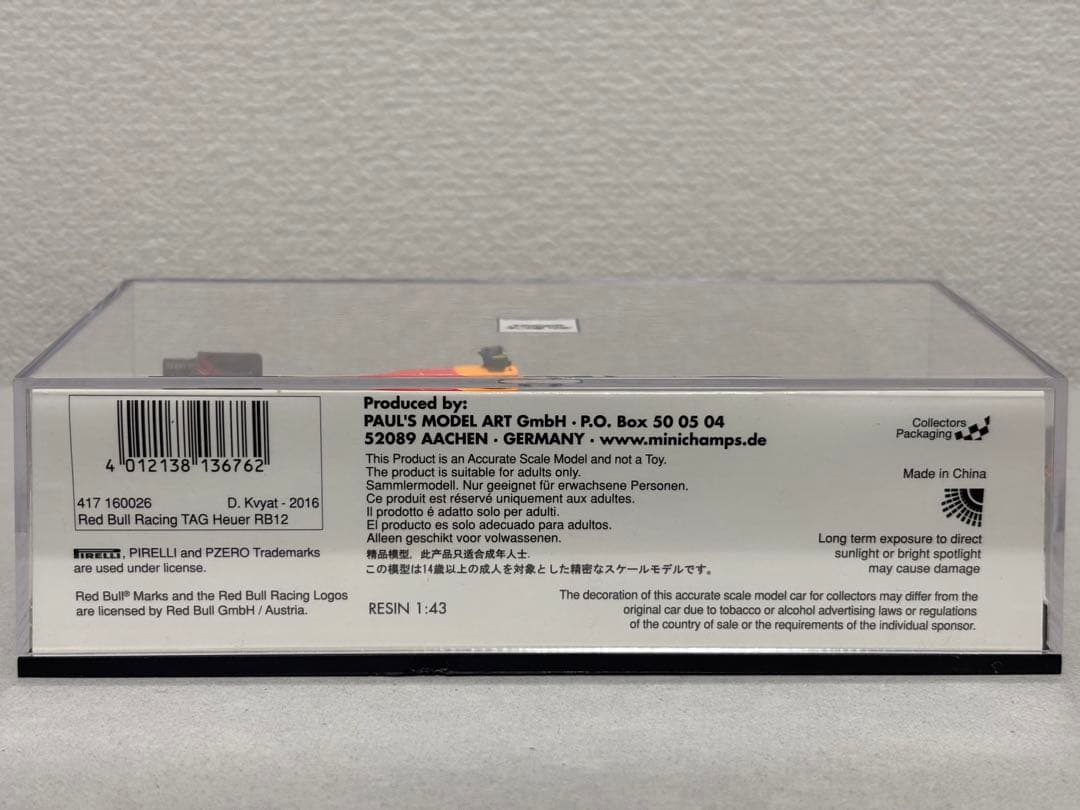 4 012138 136762
417 160026 D. Kvyat - 2016
Red Bull Racing TAG Heuer RB12
PIRELLI, PIRELLI and PZERO Trademarks
are used under license.
Red Bull® Marks and the Red Bull Racing Logos
are licensed by Red Bull GmbH / Austria.
Produced by:
PAUL'S MODEL ART GmbH · P.O. Box 50 05 04
52089 AACHEN · GERMANY · www.minichamps.de
This Product is an Accurate Scale Model and not a Toy.
The product is suitable for adults only.
Sammlermodell. Nur geeignet für erwachsene Personen.
Ce produit est réservé uniquement aux adultes.
Il prodotto é adatto solo per adulti.
El producto es solo adecuado para adultos.
Alleen geschikt voor volwassenen.
精品模型，此产品只适合成年人士.
この模型は14歳以上の成人を対象とした精密なスケールモデルです。
RESIN 1:43
Collectors
Packaging
Made in China
Long term exposure to direct
sunlight or bright spotlight
may cause damage
The decoration of this accurate scale model car for collectors may differ from the
original car due to tobacco or alcohol advertising laws or regulations
of the country of sale or the requirements of the individual sponsor.